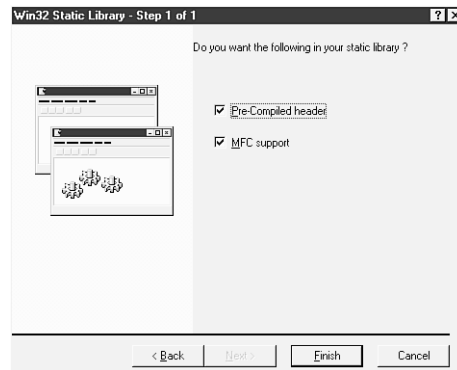 Win32 Static Library - Step 1 of 1
Do you want the following in your static library ?
Pre-Compiled header
MFC support
< Back
Next >
Finish
Cancel